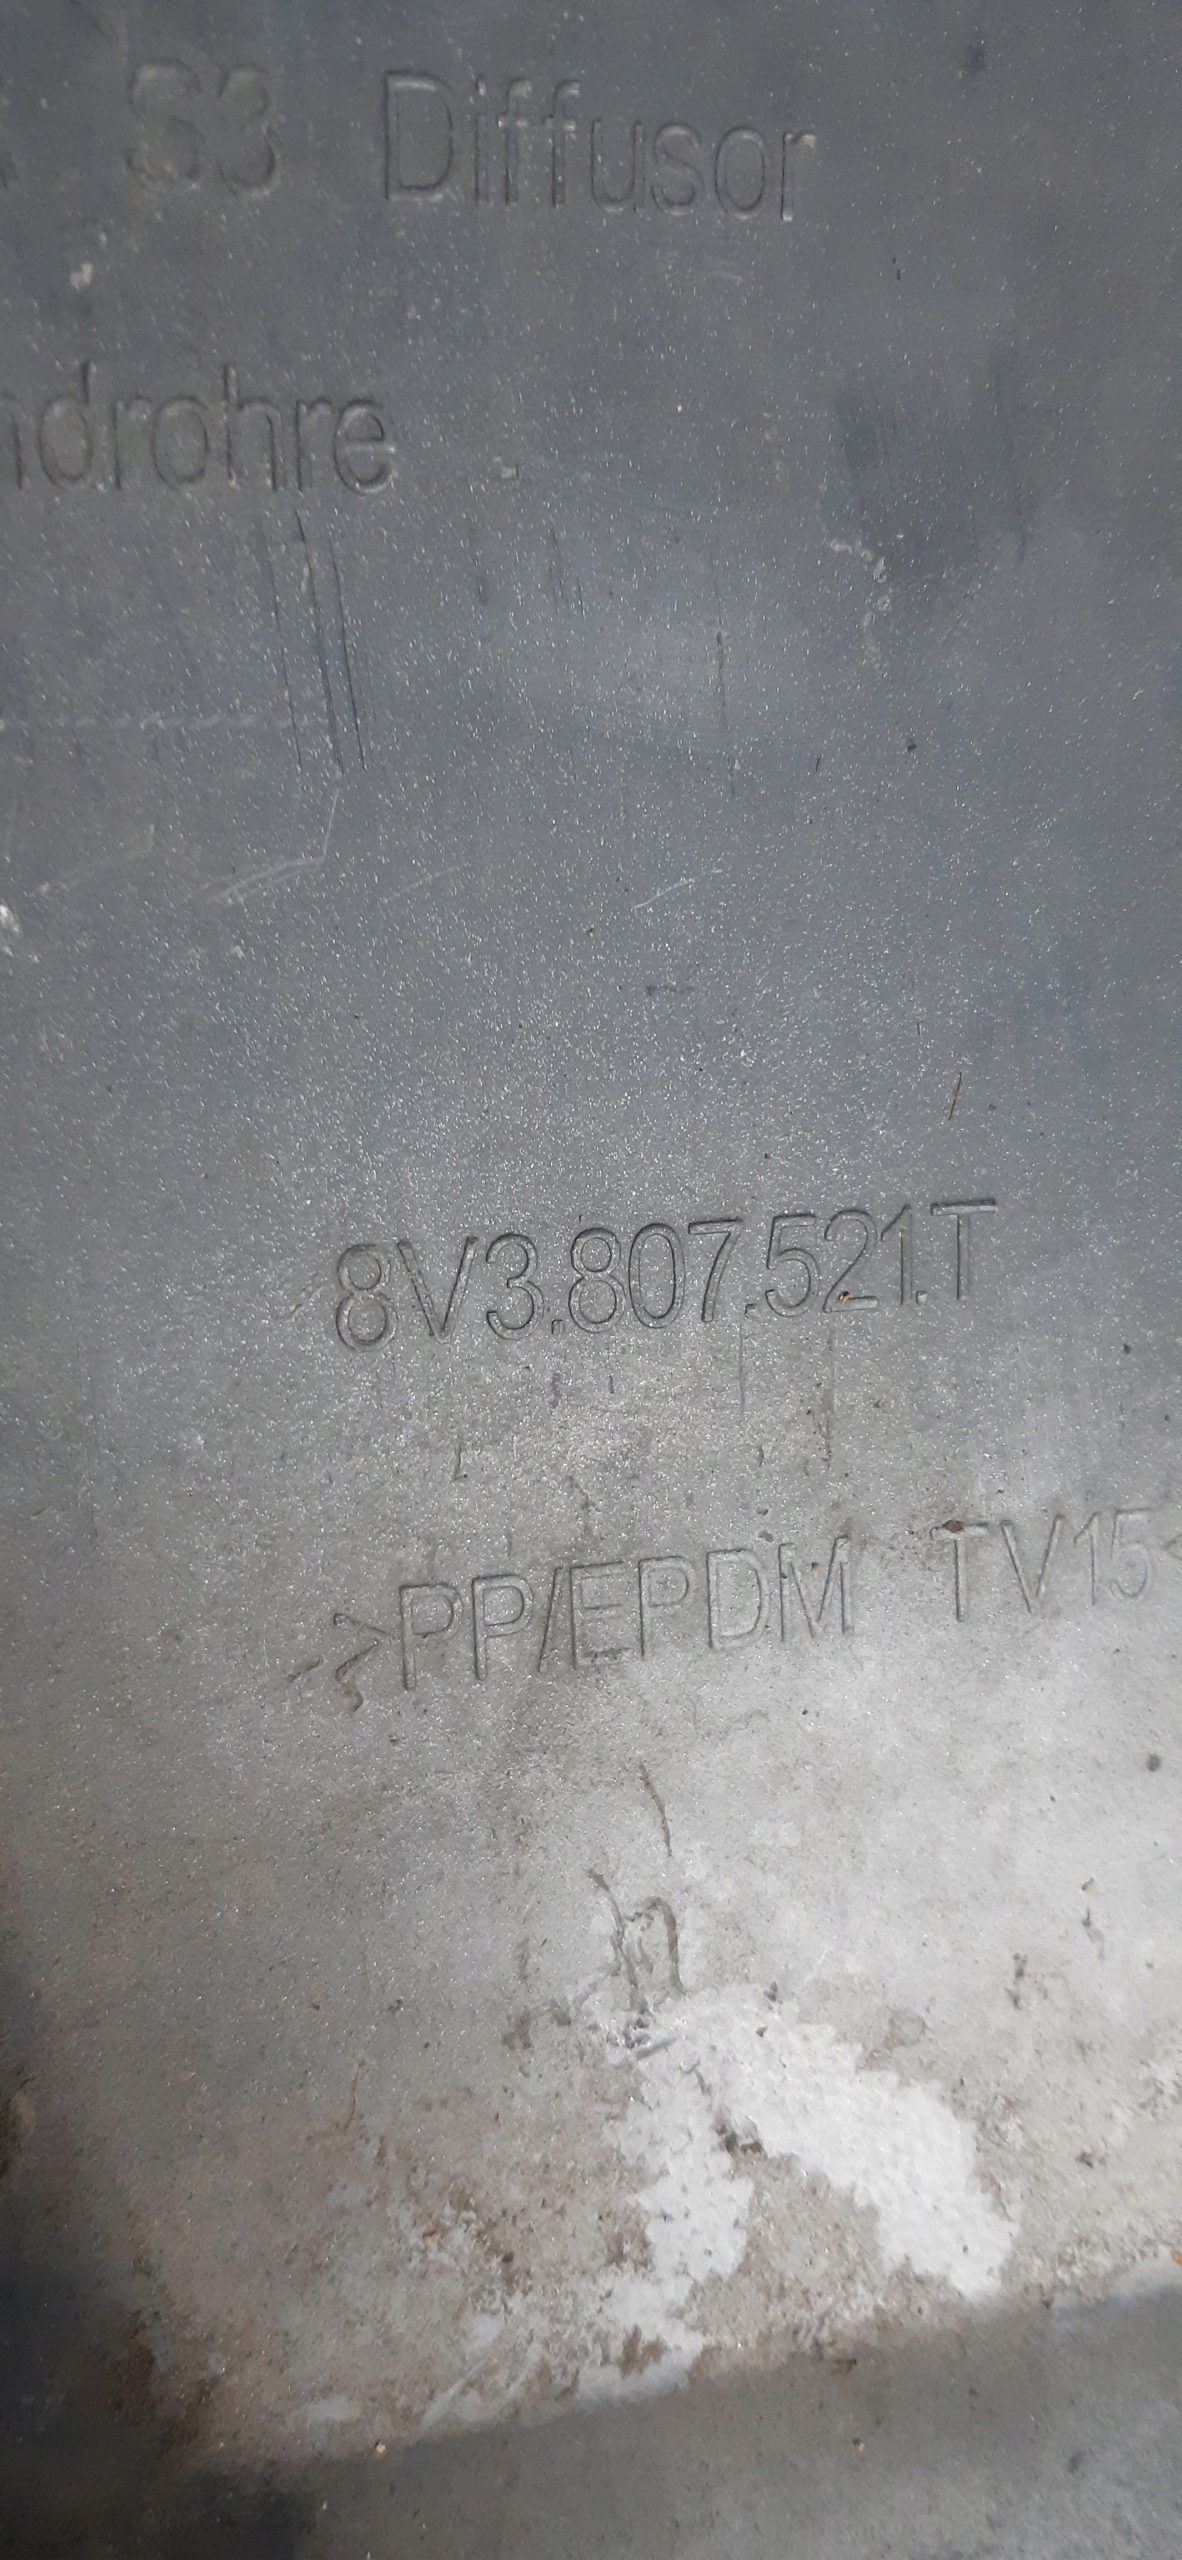 S3 Diffusor
ndrohre
8V3.807.521.T
>PP/EPDM TV15<